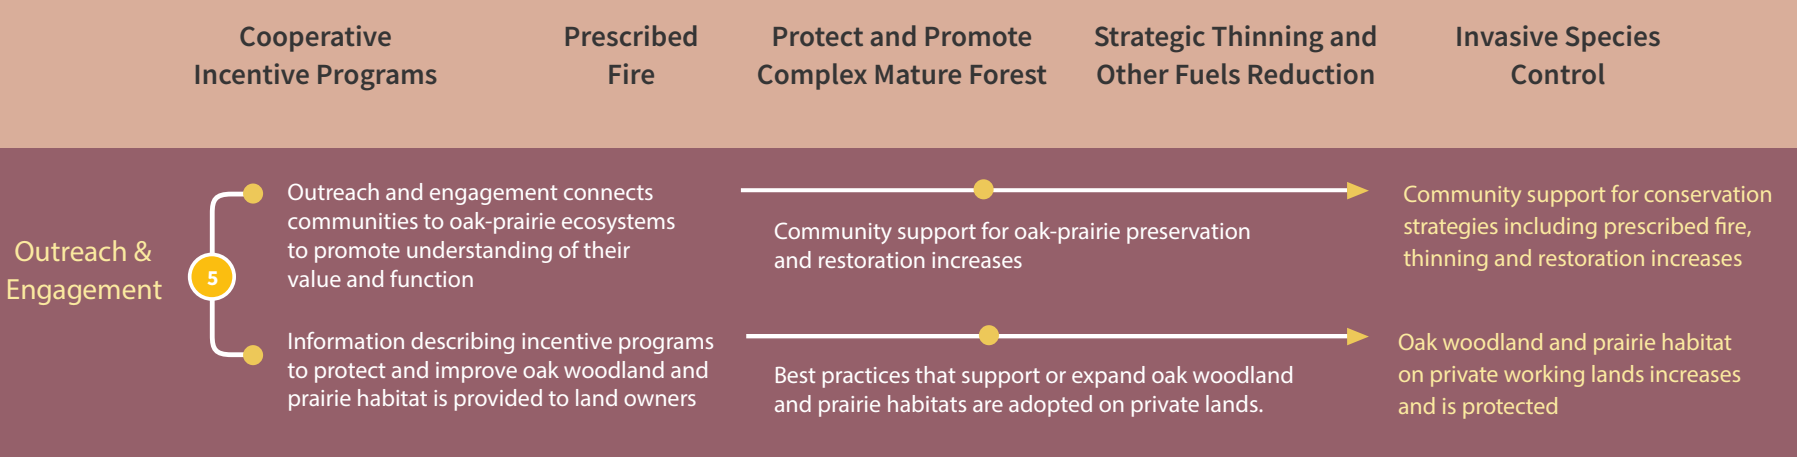 Cooperative
Incentive Programs
Prescribed
Fire
Protect and Promote
Complex Mature Forest
Strategic Thinning and
Other Fuels Reduction
Invasive Species
Control
Outreach &
Engagement
5
Outreach and engagement connects
communities to oak-prairie ecosystems
to promote understanding of their
value and function
Community support for oak-prairie preservation
and restoration increases
Community support for conservation
strategies including prescribed fire,
thinning and restoration increases
Information describing incentive programs
to protect and improve oak woodland and
prairie habitat is provided to land owners
Best practices that support or expand oak woodland
and prairie habitats are adopted on private lands.
Oak woodland and prairie habitat
on private working lands increases
and is protected